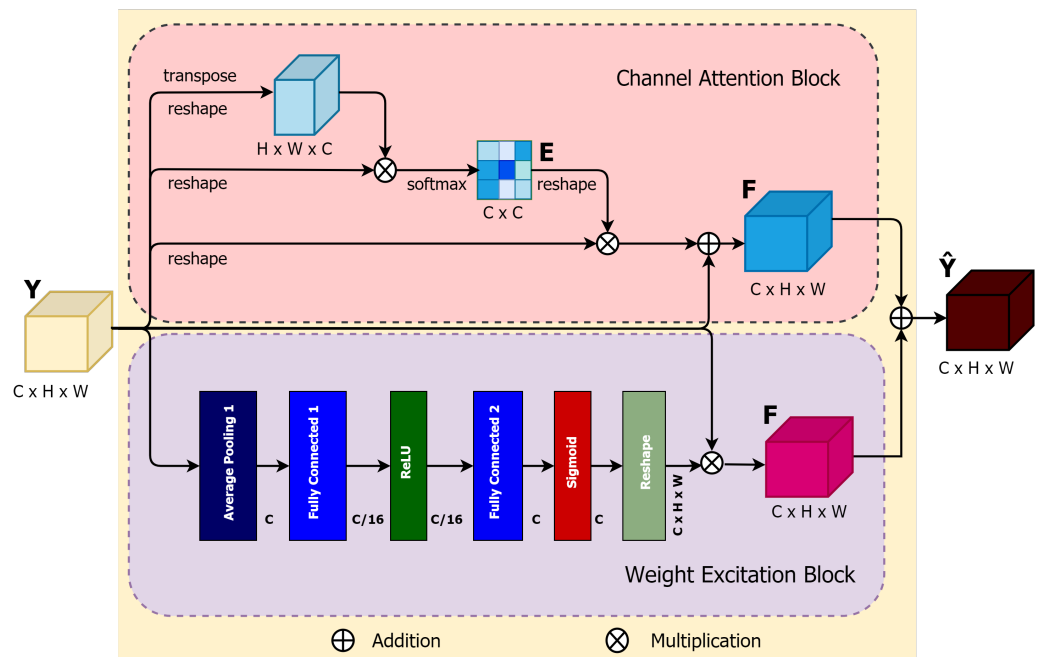 Channel Attention Block
transpose
reshape
H x W x C
reshape
softmax
E
reshape
C x C
reshape
F
C x H x W
Y
C x H x W
Ŷ
C x H x W
Average Pooling 1
C
Fully Connected 1
C/16
ReLU
C/16
Fully Connected 2
C
Sigmoid
C
Reshape
C x H x W
F
C x H x W
Weight Excitation Block
Addition
Multiplication